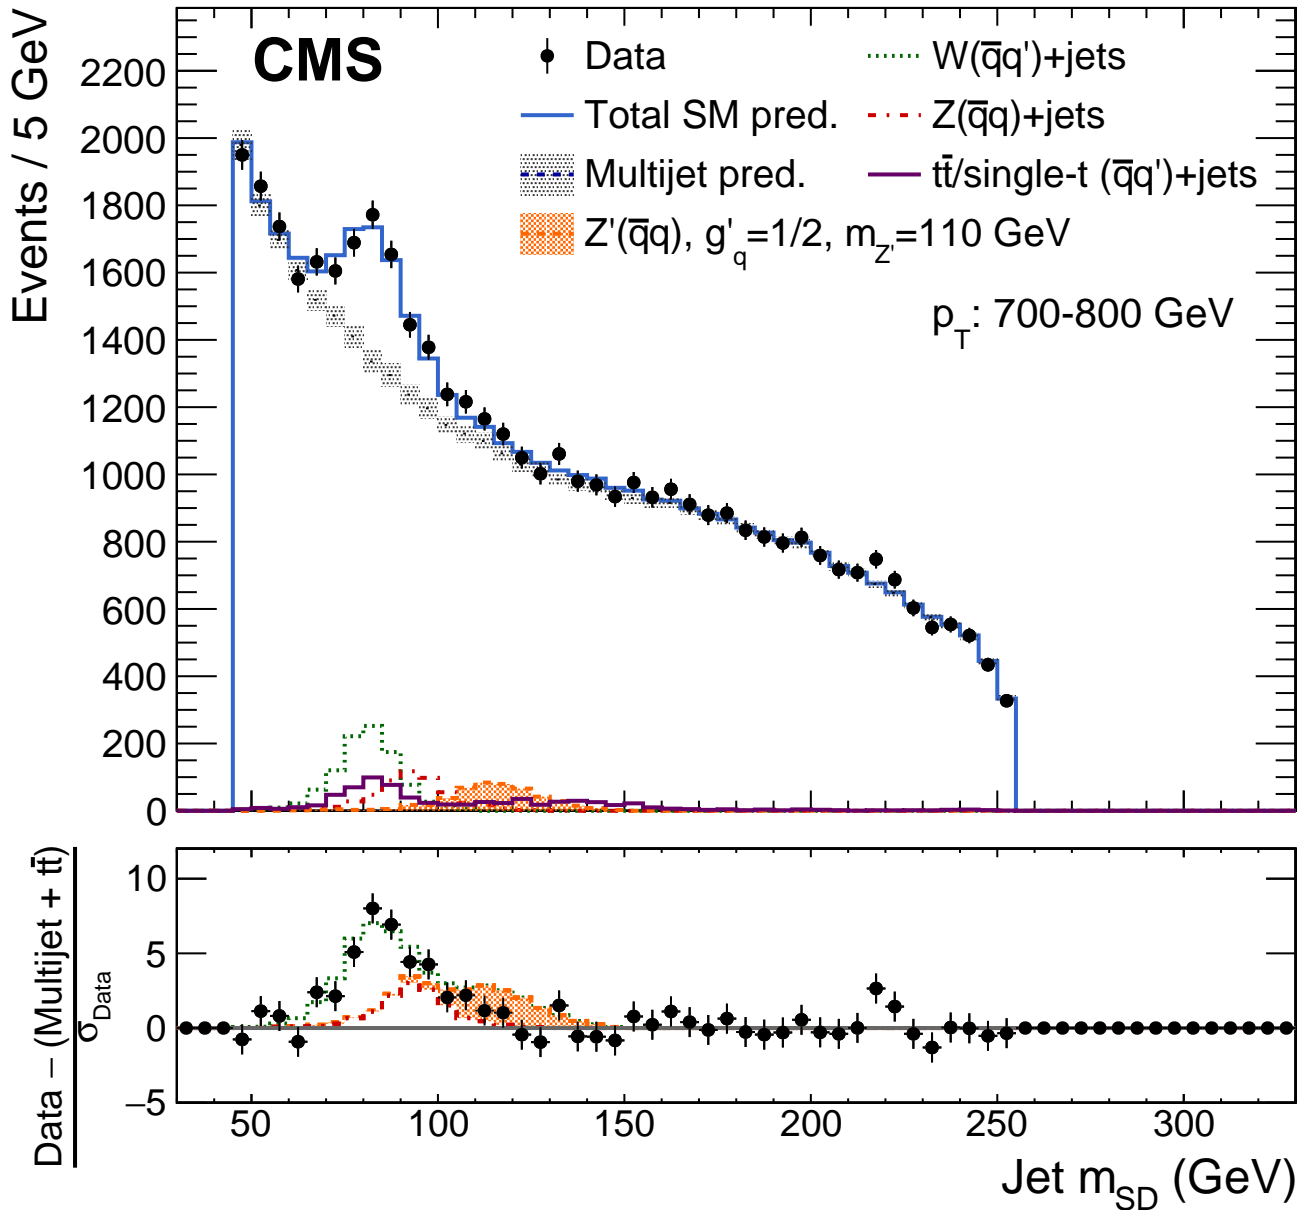 CMS
Data
Total SM pred.
Multijet pred.
Z'(q̅q), g'q=1/2, mZ'=110 GeV
W(q̅q')+jets
Z(q̅q)+jets
tt̅/single-t (q̅q')+jets
pT: 700-800 GeV
Events / 5 GeV
2200
2000
1800
1600
1400
1200
1000
800
600
400
200
0
Data – (Multijet + tt̅)
σData
10
5
0
−5
50 100 150 200 250 300
Jet mSD (GeV)